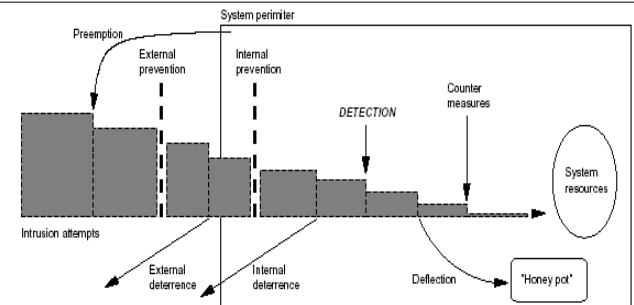 System perimiter
Preemption
External
prevention
Internal
prevention
Counter
measures
DETECTION
System
resources
Intrusion attempts
External
deterrence
Internal
deterrence
Deflection
"Honey pot"